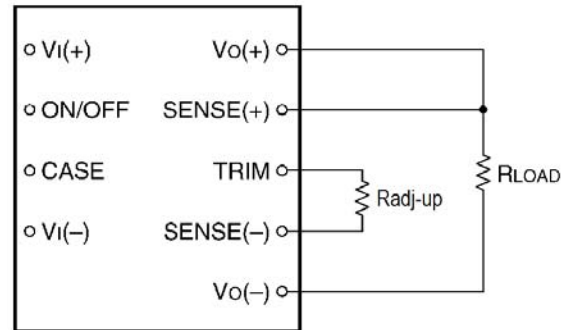 VI(+) VO(+)
ON/OFF SENSE(+)
CASE TRIM
RLOAD
Radj-up
VI(–) SENSE(–)
VO(–)